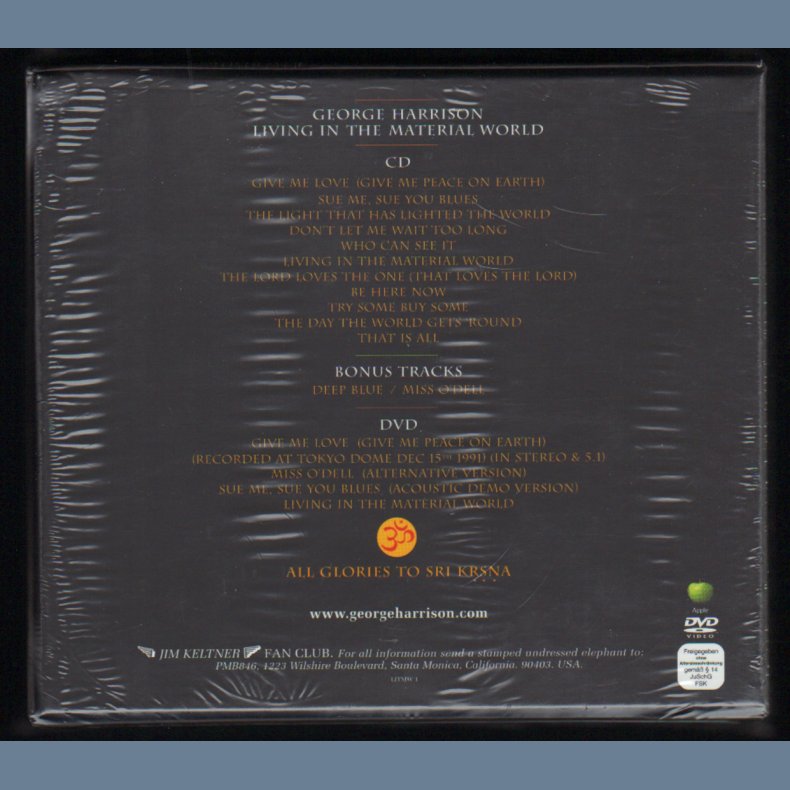 GEORGE HARRISON
LIVING IN THE MATERIAL WORLD
CD
GIVE ME LOVE (GIVE ME PEACE ON EARTH)
SUE ME, SUE YOU BLUES
THE LIGHT THAT HAS LIGHTED THE WORLD
DON'T LET ME WAIT TOO LONG
WHO CAN SEE IT
LIVING IN THE MATERIAL WORLD
THE LORD LOVES THE ONE (THAT LOVES THE LORD)
BE HERE NOW
TRY SOME BUY SOME
THE DAY THE WORLD GETS 'ROUND
THAT IS ALL
BONUS TRACKS
DEEP BLUE / MISS O'DELL
DVD
GIVE ME LOVE (GIVE ME PEACE ON EARTH)
(RECORDED AT TOKYO DOME DEC 15TH 1991) (IN STEREO & 5.1)
MISS O'DELL (ALTERNATIVE VERSION)
SUE ME, SUE YOU BLUES (ACOUSTIC DEMO VERSION)
LIVING IN THE MATERIAL WORLD
ॐ
ALL GLORIES TO SRI KRṢṆA
www.georgeharrison.com
Apple
DVD
VIDEO
JIM KELTNER FAN CLUB. For all information send a stamped undressed elephant to:
PMB846, 1223 Wilshire Boulevard, Santa Monica. California. 90403. USA.
LITMW 1
Freigegeben
ohne
Altersbeschränkung
gemäß § 14
JuSchG
FSK